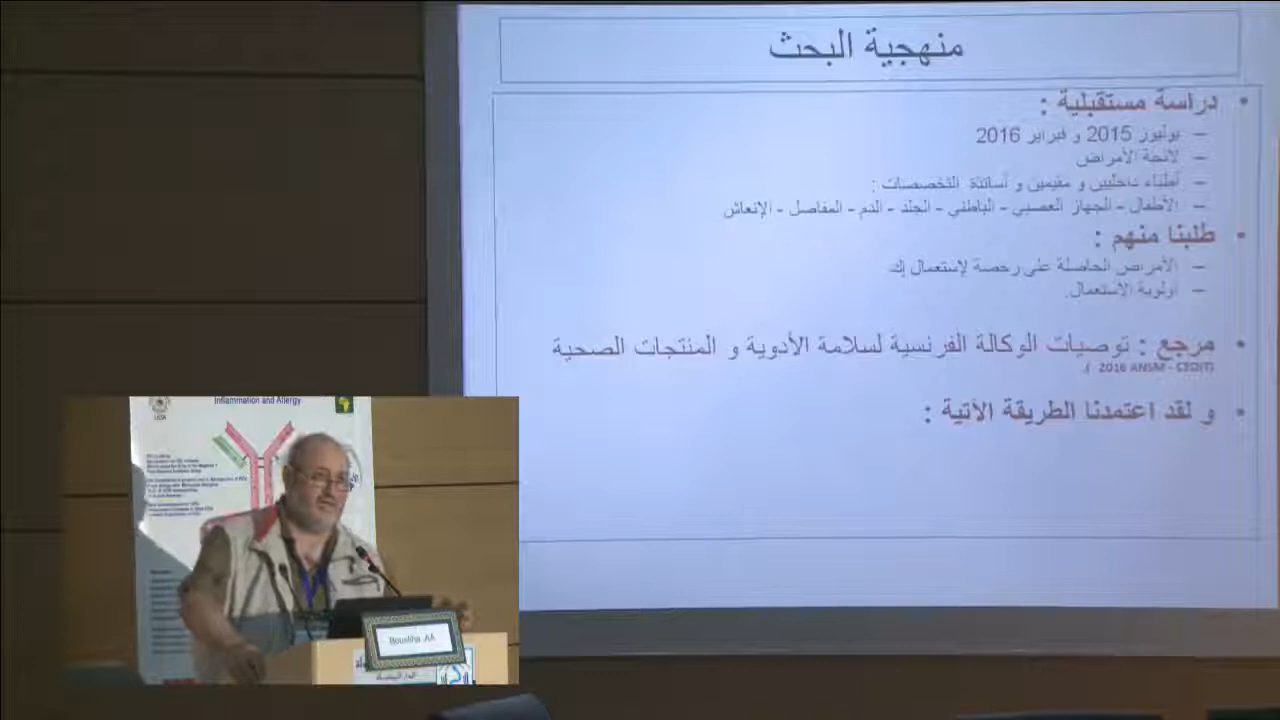 منهجية البحث
• دراسة مستقبلية :
– يوليوز 2015 و فبراير 2016
– لائحة الأمراض
– أطباء داخليين و مقيمين و أساتذة التخصصات :
– الأطفال - الجهاز العصبي - الباطني - الجلد - الدم - المفاصل - الإنعاش
• طلبنا منهم :
– الأمراض الحاصلة على رخصة لإستعمال إك
– أولوية الاستعمال.
• مرجع : توصيات الوكالة الفرنسية لسلامة الأدوية و المنتجات الصحية
( 2016 ANSM - CEDIT)
• و لقد اعتمدنا الطريقة الآتية :
Inflammation and Allergy
Bousfiha .AA